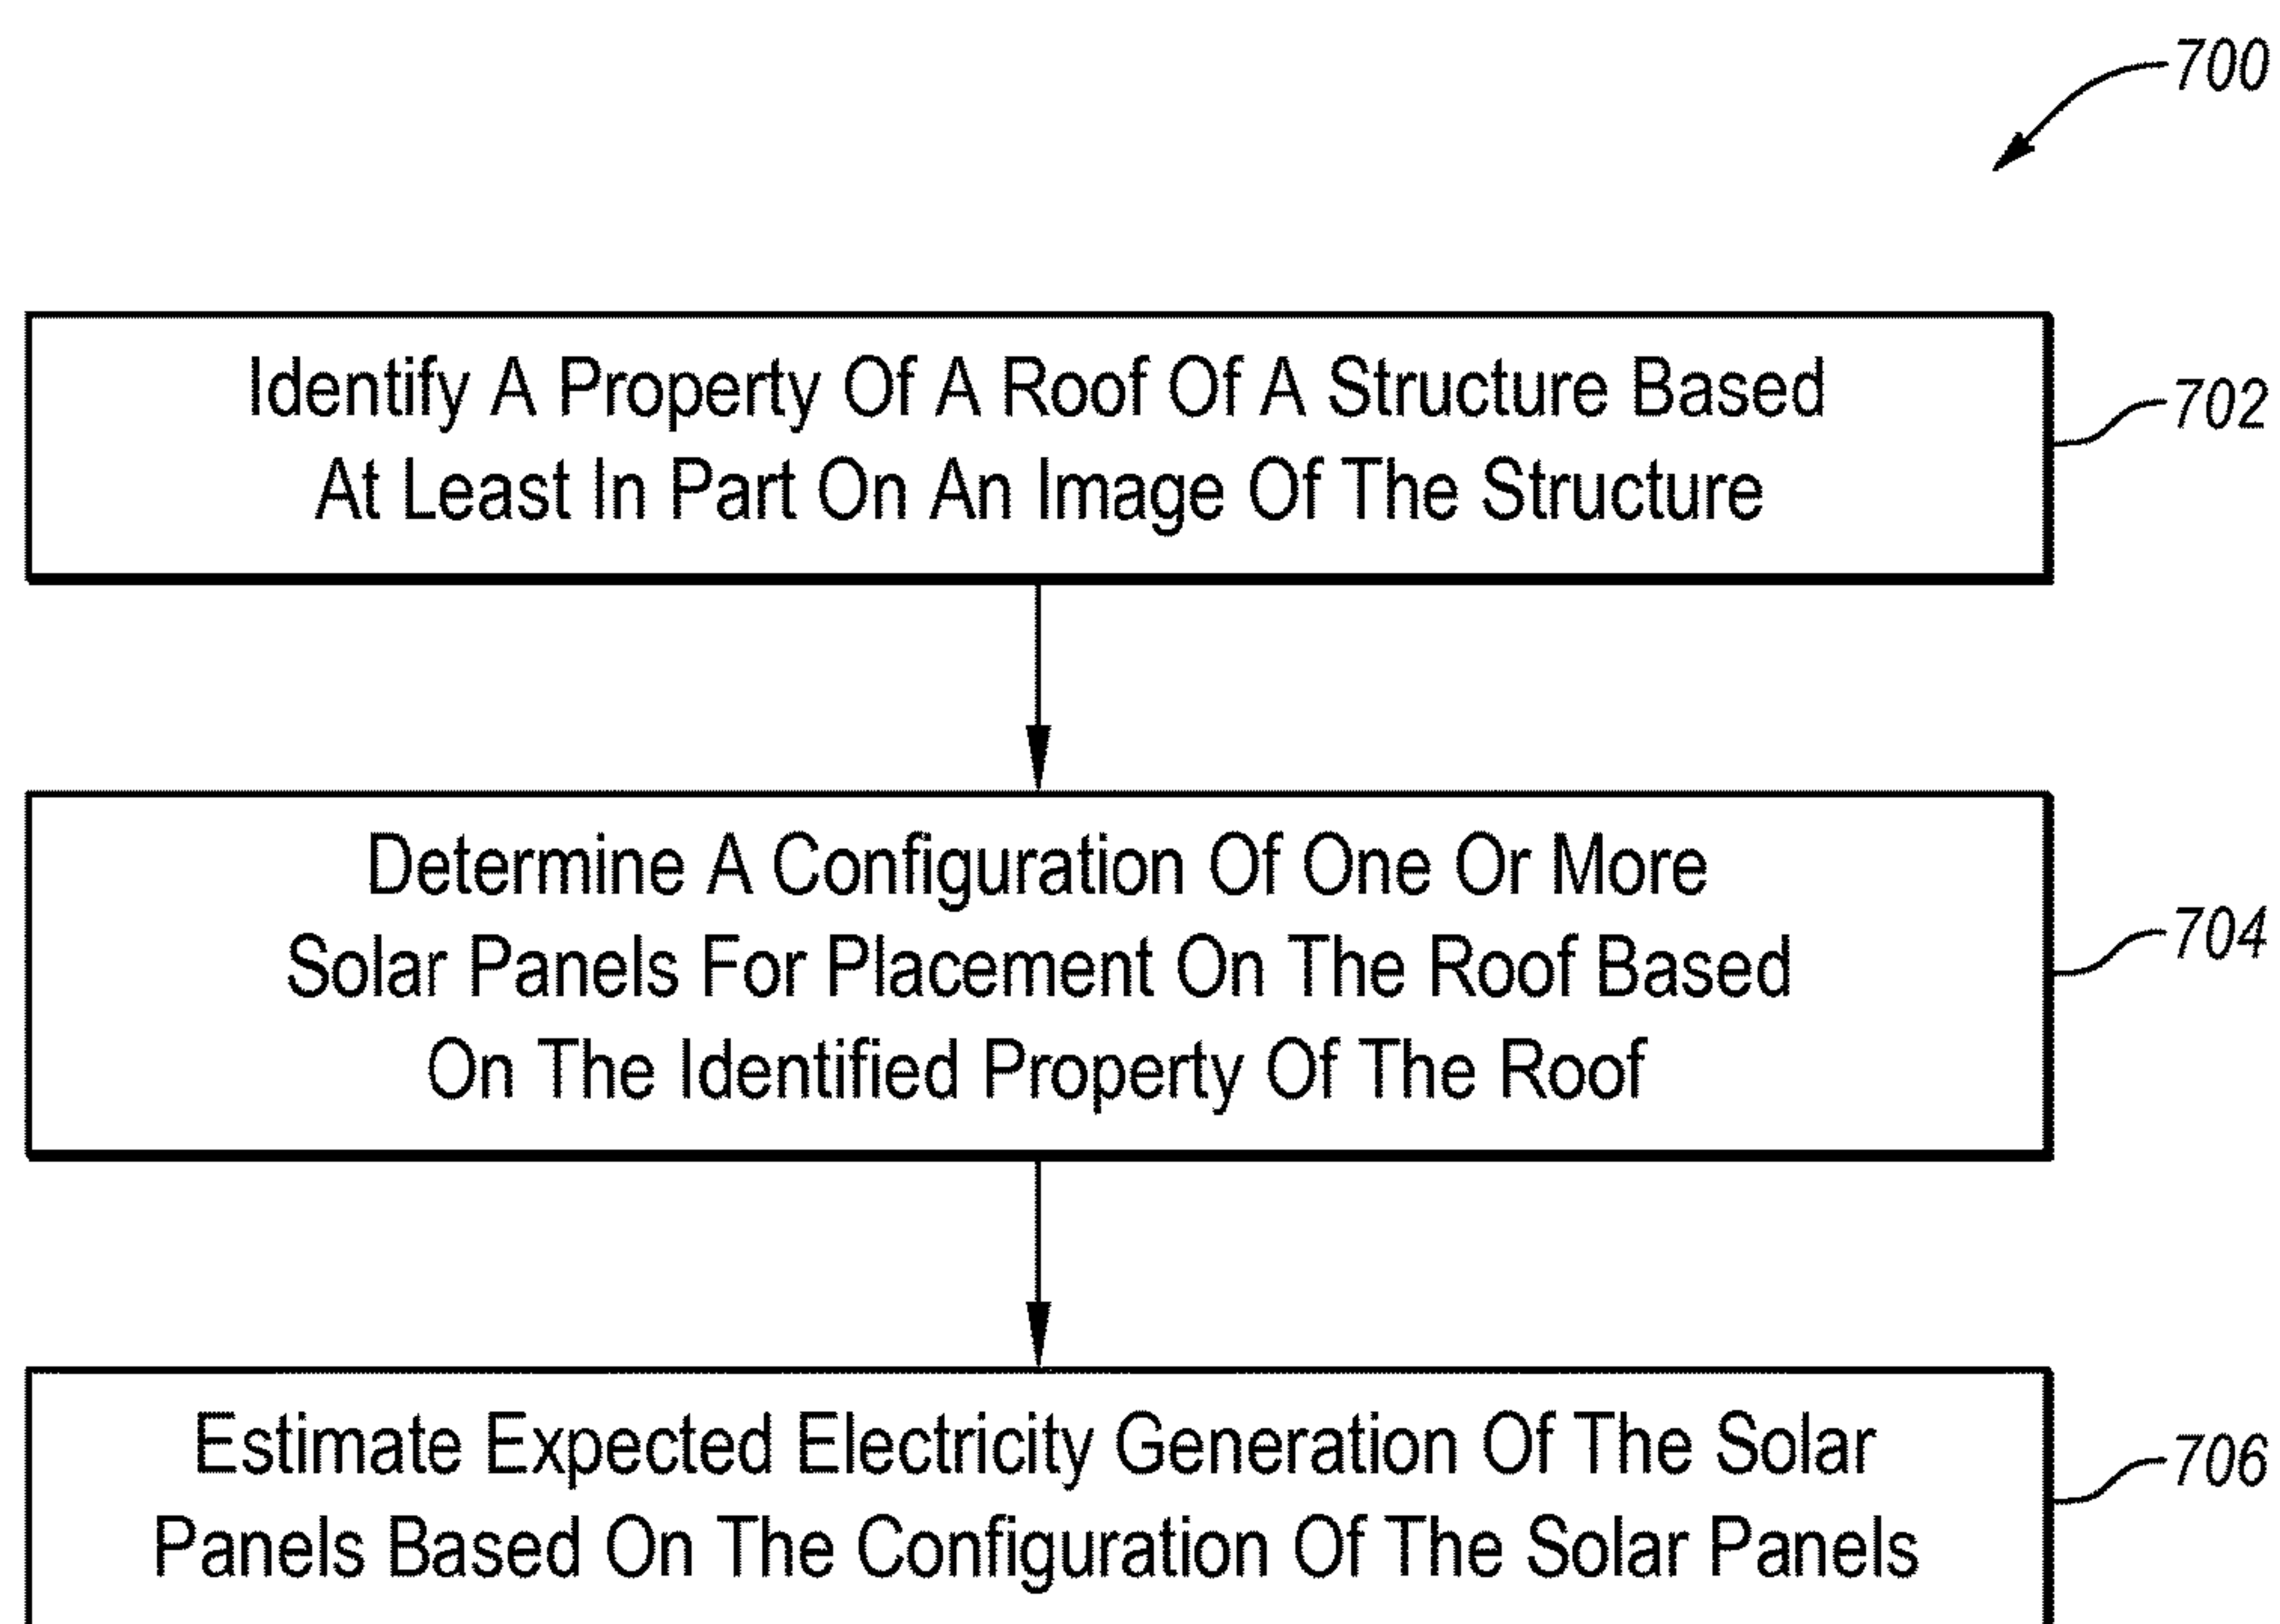 700
Identify A Property Of A Roof Of A Structure Based
At Least In Part On An Image Of The Structure
702
Determine A Configuration Of One Or More
Solar Panels For Placement On The Roof Based
On The Identified Property Of The Roof
704
Estimate Expected Electricity Generation Of The Solar
Panels Based On The Configuration Of The Solar Panels
706